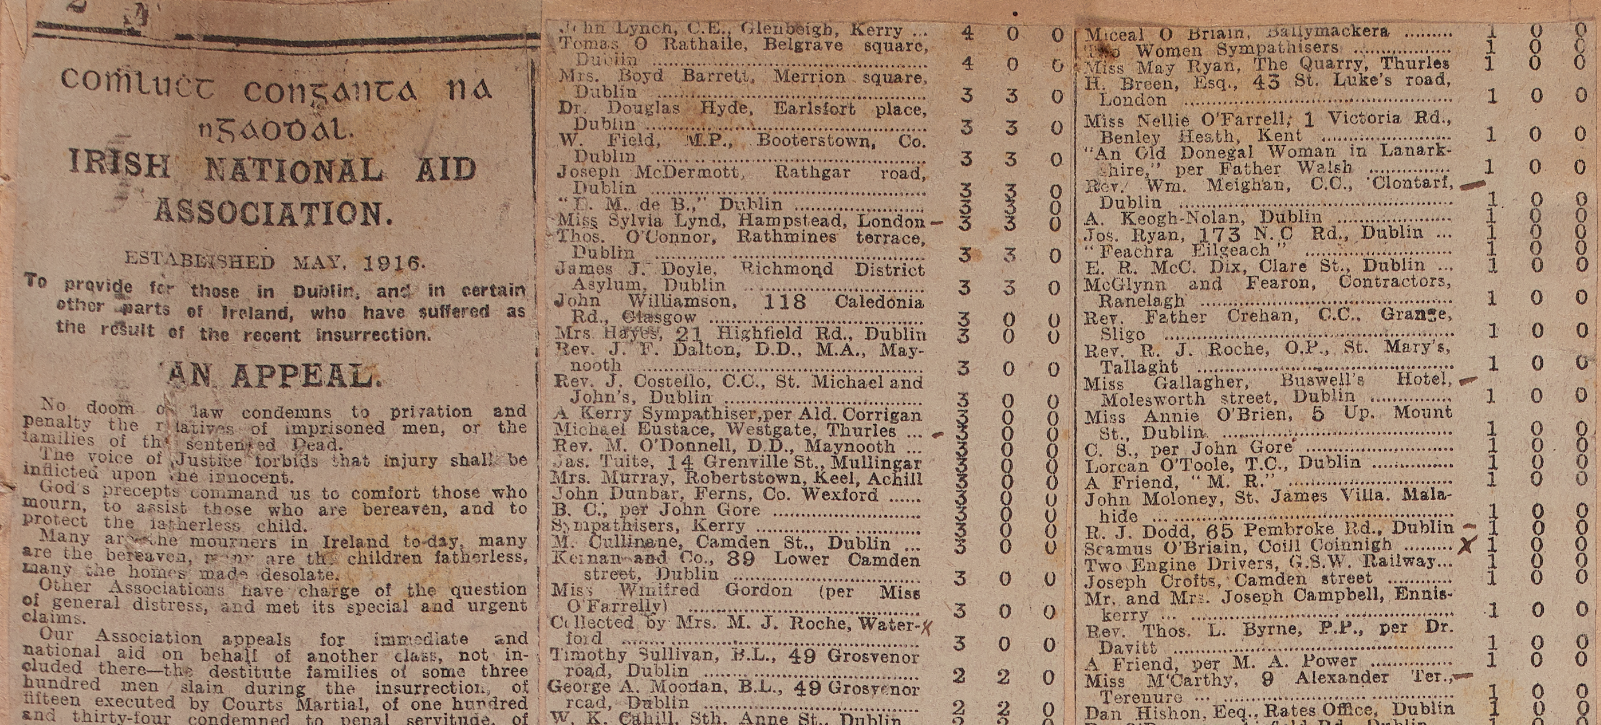 Comluct Conganta na
nGaodal.
IRISH NATIONAL AID
ASSOCIATION.
ESTABLISHED MAY, 1916.
To provide for those in Dublin, and in certain
other parts of Ireland, who have suffered as
the result of the recent insurrection.
AN APPEAL.
No doom of law condemns to privation and
penalty the relatives of imprisoned men, or the
families of the sentenced Dead.
The voice of Justice forbids that injury shall be
inflicted upon the innocent.
God's precepts command us to comfort those who
mourn, to assist those who are bereaven, and to
protect the fatherless child.
Many are the mourners in Ireland to-day, many
are the bereaven, many are the children fatherless,
many the homes made desolate.
Other Associations have charge of the question
of general distress, and met its special and urgent
claims.
Our Association appeals for immediate and
national aid on behalf of another class, not in-
cluded there—the destitute families of some three
hundred men slain during the insurrection, of
fifteen executed by Courts Martial, of one hundred
and thirty-four condemned to penal servitude, of
John Lynch, C.E., Glenbeigh, Kerry ... 4 0 0
Tomas O Rathaile, Belgrave square,
Dublin ........ 4 0 0
Mrs. Boyd Barrett, Merrion square,
Dublin ........ 3 3 0
Dr. Douglas Hyde, Earlsfort place,
Dublin ........ 3 3 0
W. Field, M.P., Booterstown, Co.
Dublin ........ 3 3 0
Joseph McDermott, Rathgar road,
Dublin ........ 3 3 0
M. de B.," Dublin ........ 3 3 0
Miss Sylvia Lynd, Hampstead, London 3 3 0
Thos. O'Connor, Rathmines terrace,
Dublin ........ 3 3 0
James J. Doyle, Richmond District
Asylum, Dublin ........ 3 3 0
John Williamson, 118 Caledonia
Rd., Glasgow ........ 3 0 0
Mrs Hayes, 21 Highfield Rd., Dublin 3 0 0
Rev. J. F. Dalton, D.D., M.A., May-
nooth ........ 3 0 0
Rev. J. Costello, C.C., St. Michael and
John's, Dublin ........ 3 0 0
A Kerry Sympathiser,per Ald. Corrigan 3 0 0
Michael Eustace, Westgate, Thurles ... 3 0 0
Rev. M. O'Donnell, D.D., Maynooth ... 3 0 0
Jas. Tuite, 14 Grenville St., Mullingar 3 0 0
Mrs. Murray, Robertstown, Keel, Achill 3 0 0
John Dunbar, Ferns, Co. Wexford ...... 3 0 0
B. C., per John Gore ........ 3 0 0
Sympathisers, Kerry ........ 3 0 0
M. Cullinane, Camden St., Dublin ... 3 0 0
Kernan and Co., 39 Lower Camden
street, Dublin ........ 3 0 0
Miss Winifred Gordon (per Miss
O'Farrelly) ........ 3 0 0
Collected by Mrs. M. J. Roche, Water-
ford ........ 3 0 0
Timothy Sullivan, B.L., 49 Grosvenor
road, Dublin ........ 2 2 0
George A. Moonan, B.L., 49 Grosvenor
road, Dublin ........ 2 2 0
W. K. Cahill, Sth. Anne St., Dublin 2 2 0
Miceal O Briain, Ballymackera ........ 1 0 0
Two Women Sympathisers ........ 1 0 0
Miss May Ryan, The Quarry, Thurles 1 0 0
H. Breen, Esq., 43 St. Luke's road,
London ........ 1 0 0
Miss Nellie O'Farrell, 1 Victoria Rd.,
Benley Heath, Kent ........ 1 0 0
"An Old Donegal Woman in Lanark-
shire," per Father Walsh ........ 1 0 0
Rev. Wm. Meighan, C.C., Clontarf,
Dublin ........ 1 0 0
A. Keogh-Nolan, Dublin ........ 1 0 0
Jos. Ryan, 173 N.C Rd., Dublin ... 1 0 0
"Feachra Eilgeach" ........ 1 0 0
E. R. McC. Dix, Clare St., Dublin ... 1 0 0
McGlynn and Fearon, Contractors,
Ranelagh ........ 1 0 0
Rev. Father Crehan, C.C., Grange,
Sligo ........ 1 0 0
Rev. R. J. Roche, O.P., St. Mary's,
Tallaght ........ 1 0 0
Miss Gallagher, Buswell's Hotel,
Molesworth street, Dublin ........ 1 0 0
Miss Annie O'Brien, 5 Up. Mount
St., Dublin ........ 1 0 0
C. S., per John Gore ........ 1 0 0
Lorcan O'Toole, T.C., Dublin ........ 1 0 0
A Friend, "M. R." ........ 1 0 0
John Moloney, St. James Villa. Mala-
hide ........ 1 0 0
R. J. Dodd, 65 Pembroke Rd., Dublin 1 0 0
Seamus O'Briain, Coill Coinnigh ........ 1 0 0
Two Engine Drivers, G.S.W. Railway... 1 0 0
Joseph Crofts, Camden street ........ 1 0 0
Mr. and Mrs. Joseph Campbell, Ennis-
kerry ........ 1 0 0
Rev. Thos. L. Byrne, P.P., per Dr.
Davitt ........ 1 0 0
A Friend, per M. A. Power ........ 1 0 0
Miss M'Carthy, 9 Alexander Ter.,
Terenure ........ 1 0 0
Dan Hishon, Esq., Rates Office, Dublin 1 0 0